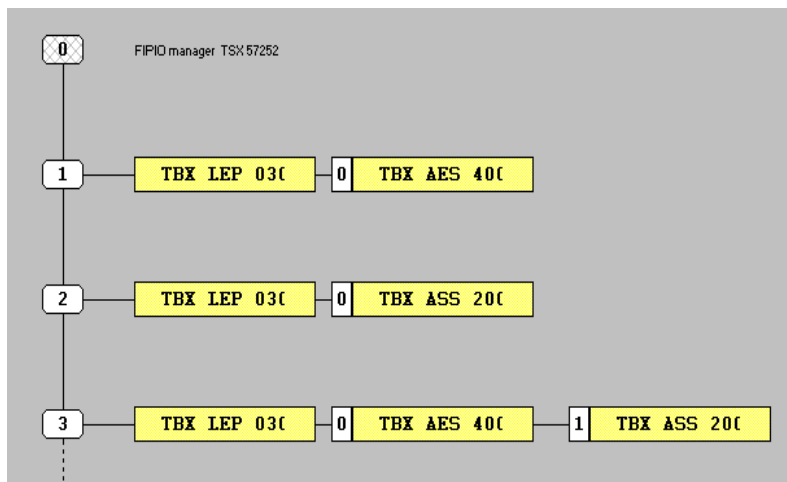 0 FIPIO manager TSX 57252
1 TBX LEP 030 0 TBX AES 400
2 TBX LEP 030 0 TBX ASS 200
3 TBX LEP 030 0 TBX AES 400 1 TBX ASS 200